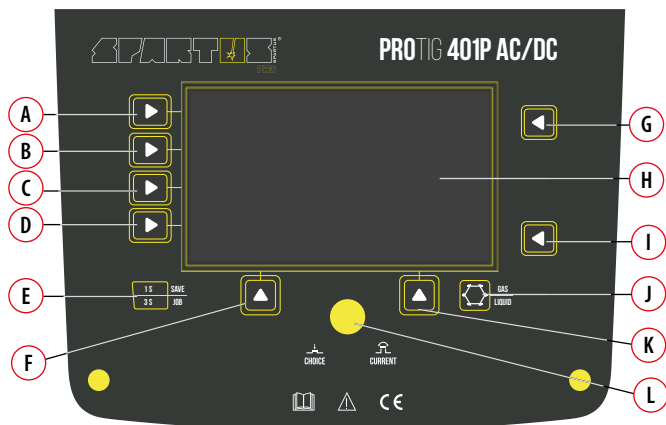 SPARTUS®
PRO
PROTIG 401P AC/DC
A
B
C
D
E
F
G
H
I
J
K
L
1 S SAVE
3 S JOB
GAS
LIQUID
CHOICE
CURRENT
CE